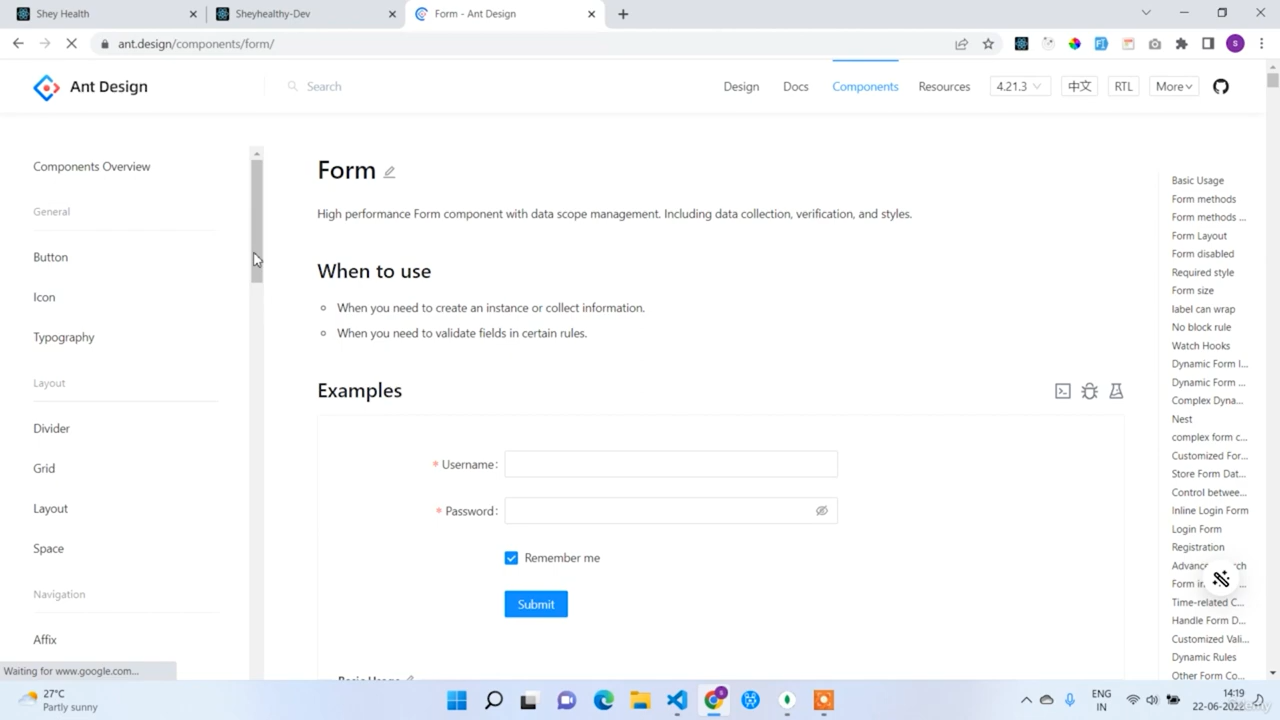 Shey Health
Sheyhealthy-Dev
Form - Ant Design
ant.design/components/form/
S
Ant Design
Search
Design
Docs
Components
Resources
4.21.3
中文
RTL
More
Components Overview
General
Button
Icon
Typography
Layout
Divider
Grid
Layout
Space
Navigation
Affix
Form
High performance Form component with data scope management. Including data collection, verification, and styles.
When to use
When you need to create an instance or collect information.
When you need to validate fields in certain rules.
Examples
* Username:
* Password:
Remember me
Submit
Basic Usage
Basic Usage
Form methods
Form methods ...
Form Layout
Form disabled
Required style
Form size
label can wrap
No block rule
Watch Hooks
Dynamic Form I...
Dynamic Form ...
Complex Dyna...
Nest
complex form c...
Customized For...
Store Form Dat...
Control betwee...
Inline Login Form
Login Form
Registration
Form
Time-related C...
Handle Form D...
Customized Vali...
Dynamic Rules
Other Form Co...
Waiting for www.google.com...
27°C
Partly sunny
ENG
IN
14:19
22-06-2022